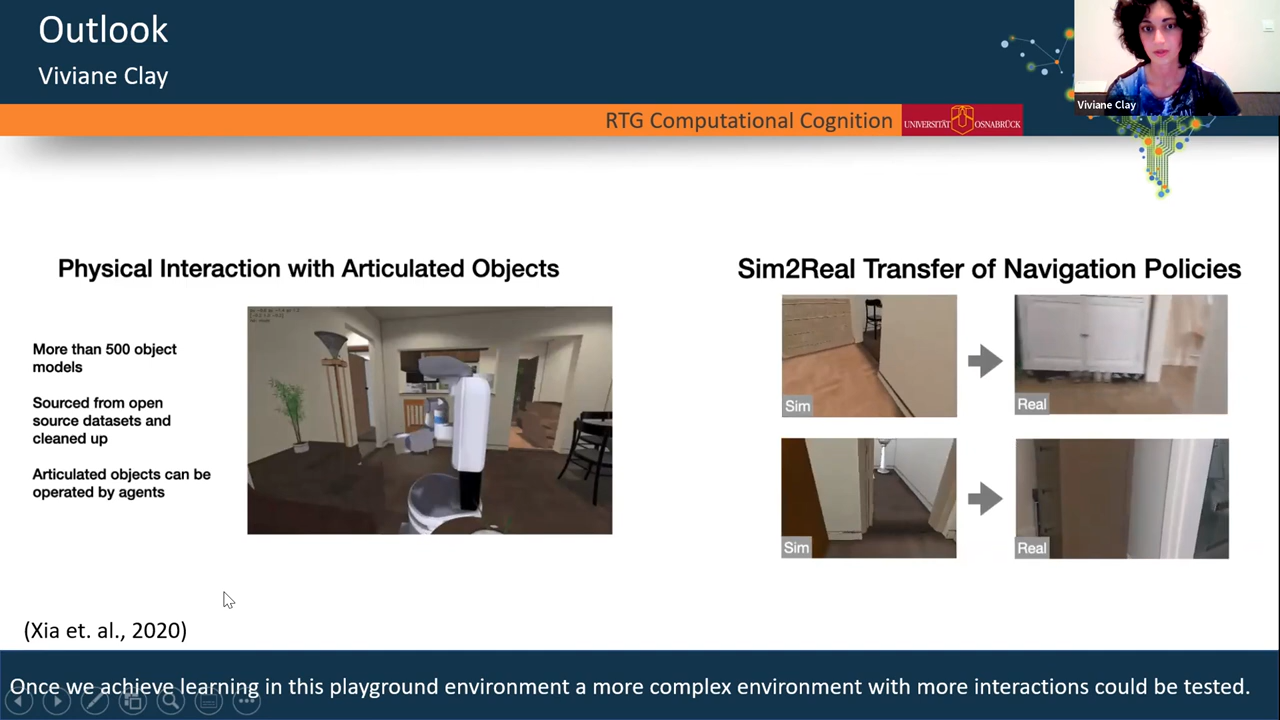 Outlook
Viviane Clay
Viviane Clay
RTG Computational Cognition
UNIVERSITÄT OSNABRÜCK
Physical Interaction with Articulated Objects
Sim2Real Transfer of Navigation Policies
More than 500 object
models
Sourced from open
source datasets and
cleaned up
Articulated objects can be
operated by agents
Sim
Real
Sim
Real
(Xia et. al., 2020)
Once we achieve learning in this playground environment a more complex environment with more interactions could be tested.